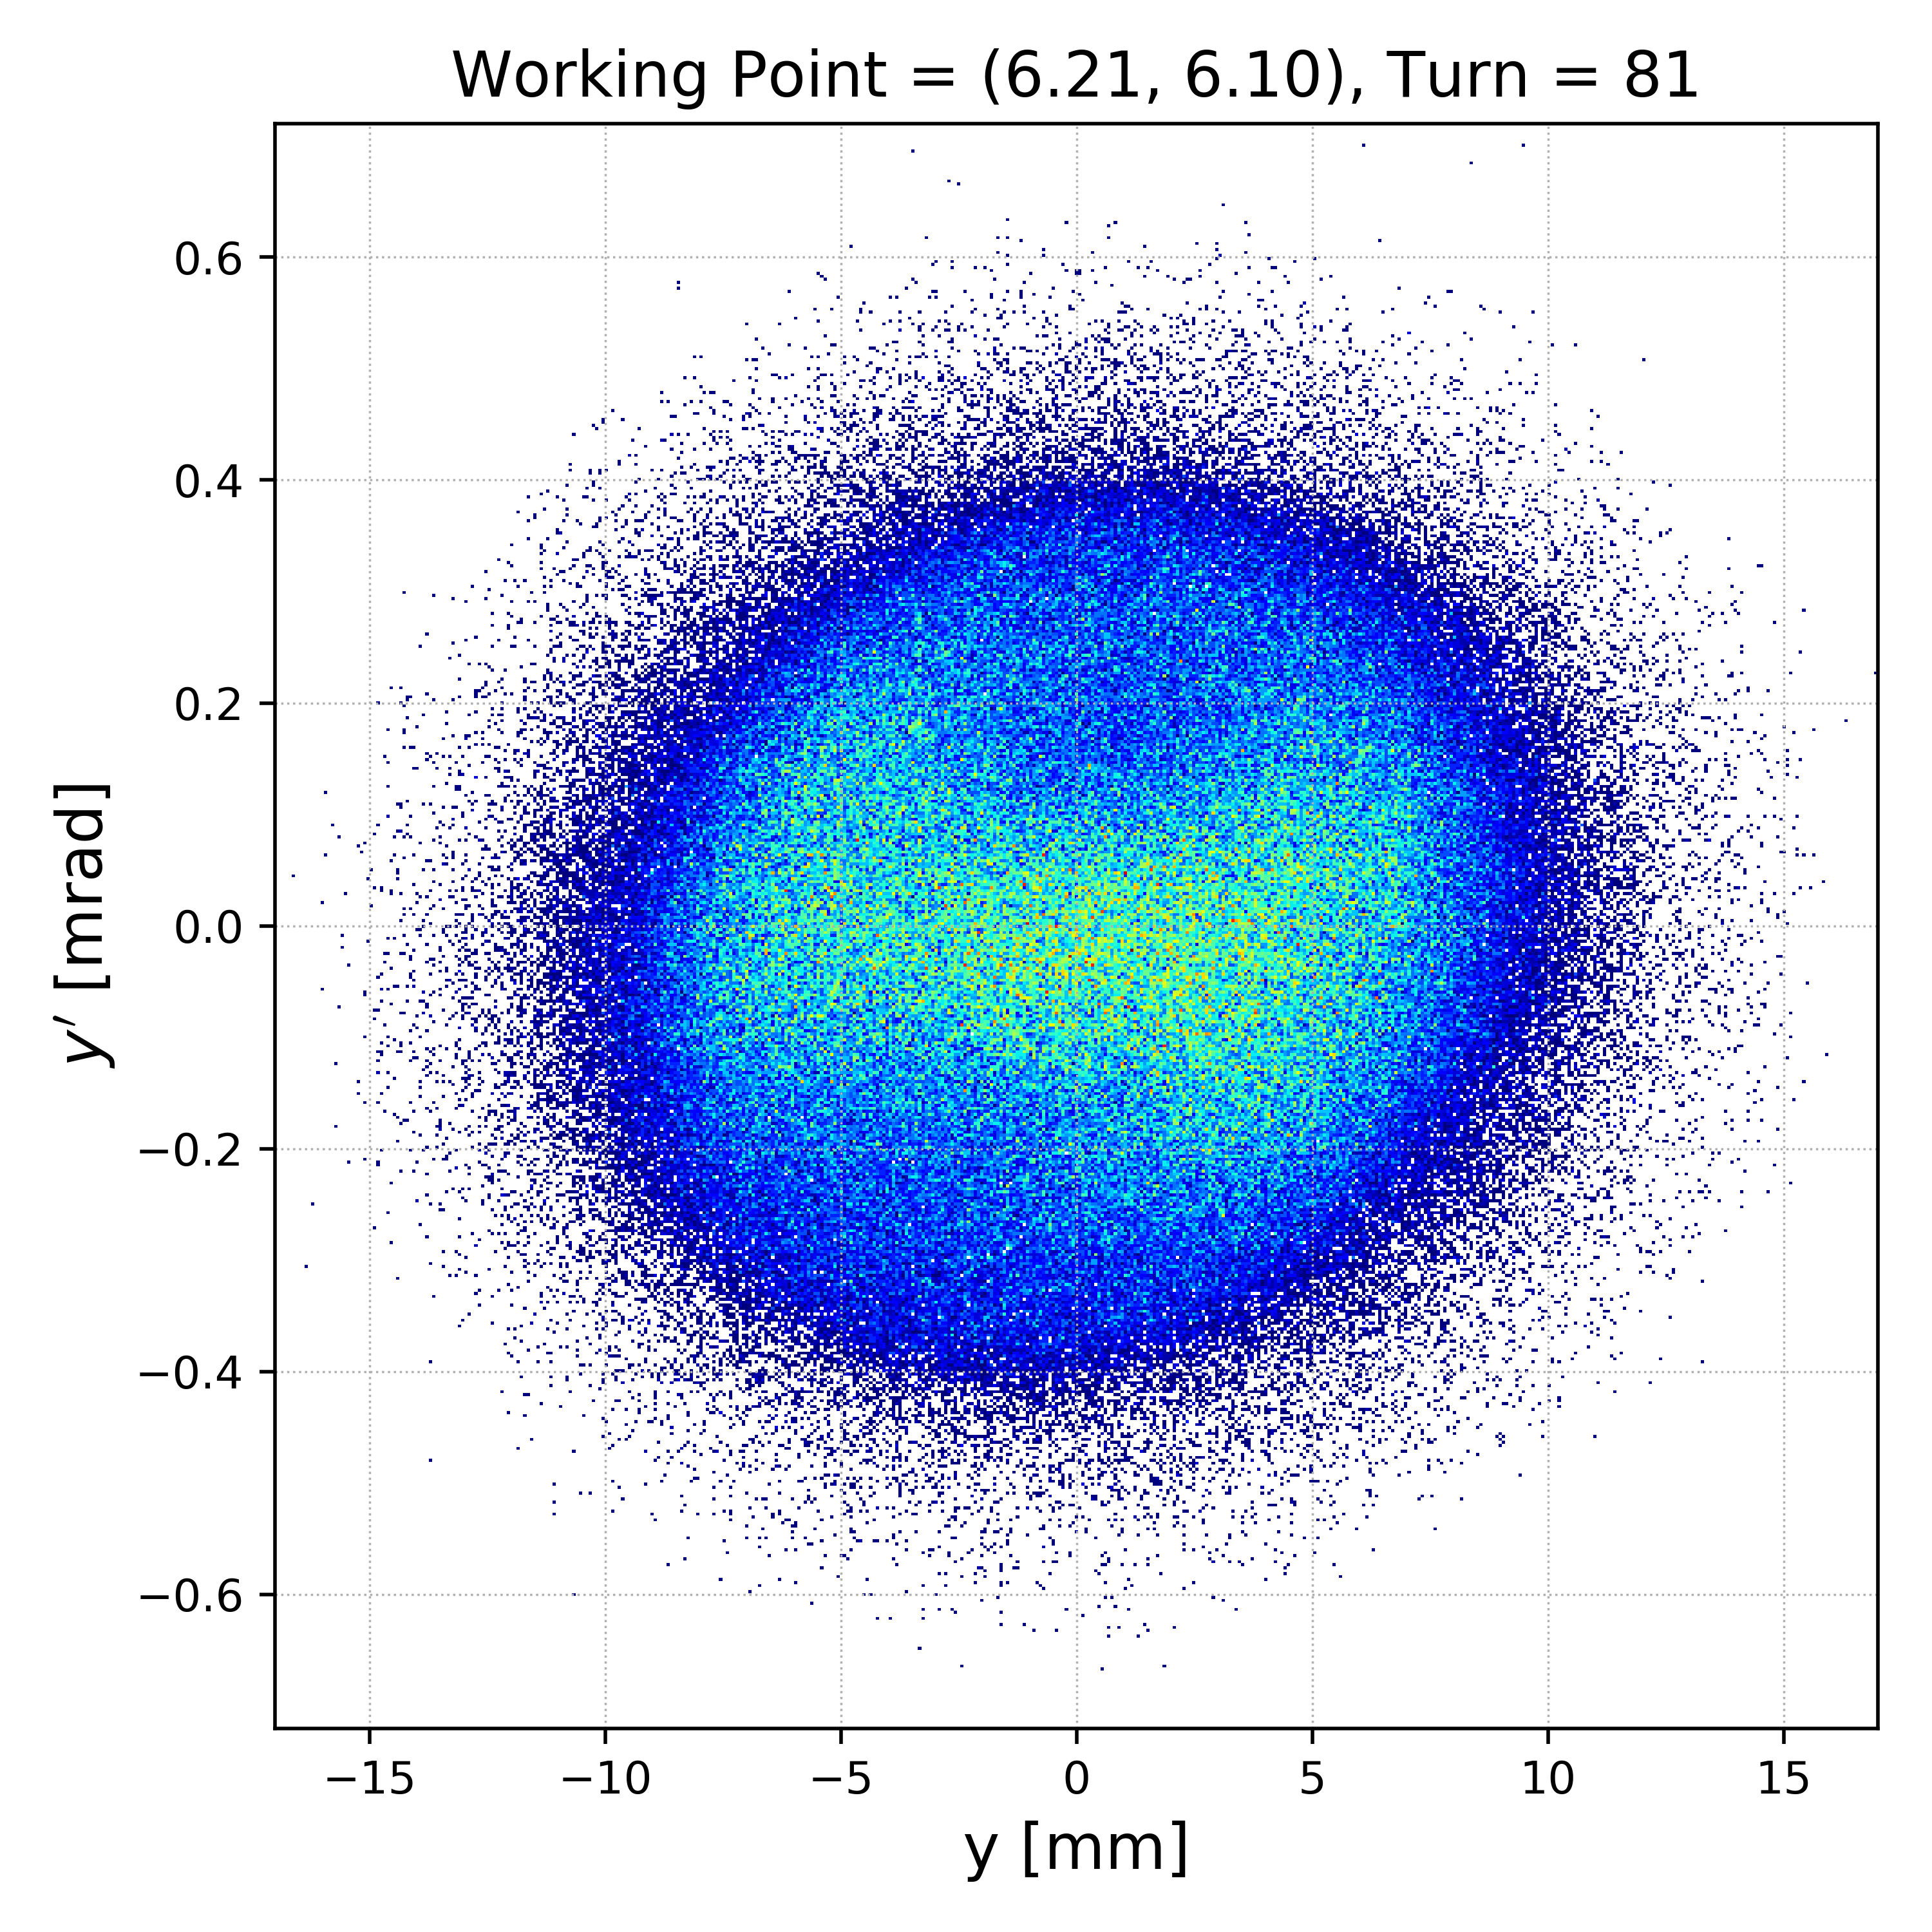 Working Point = (6.21, 6.10), Turn = 81
0.6
0.4
0.2
0.0
−0.2
−0.4
−0.6
y′ [mrad]
−15 −10 −5 0 5 10 15
y [mm]